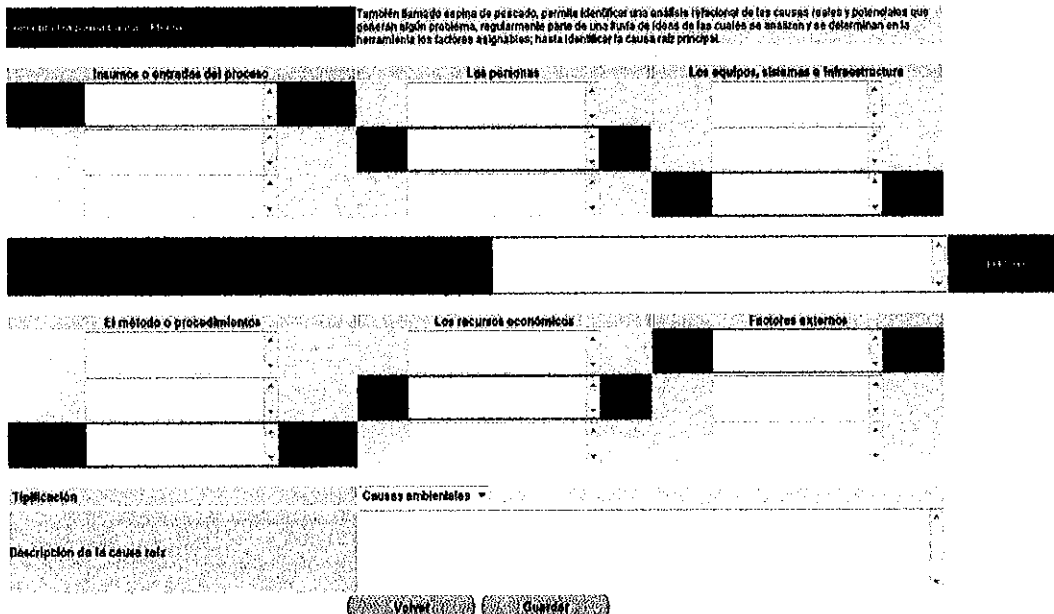 También llamado espina de pescado, permite identificar una análisis relacional de las causas reales y potenciales que
generan algún problema, regularmente parte de una lluvia de ideas de las cuales se analizan y se determinan en la
herramienta los factores asignables; hasta identificar la causa raíz principal.
Insumos o entradas del proceso
Las personas
Los equipos, sistemas e Infraestructura
El método o procedimientos
Los recursos económicos
Factores externos
Tipificación
Causas ambientales
Descripción de la causa raíz
Volver
Guardar